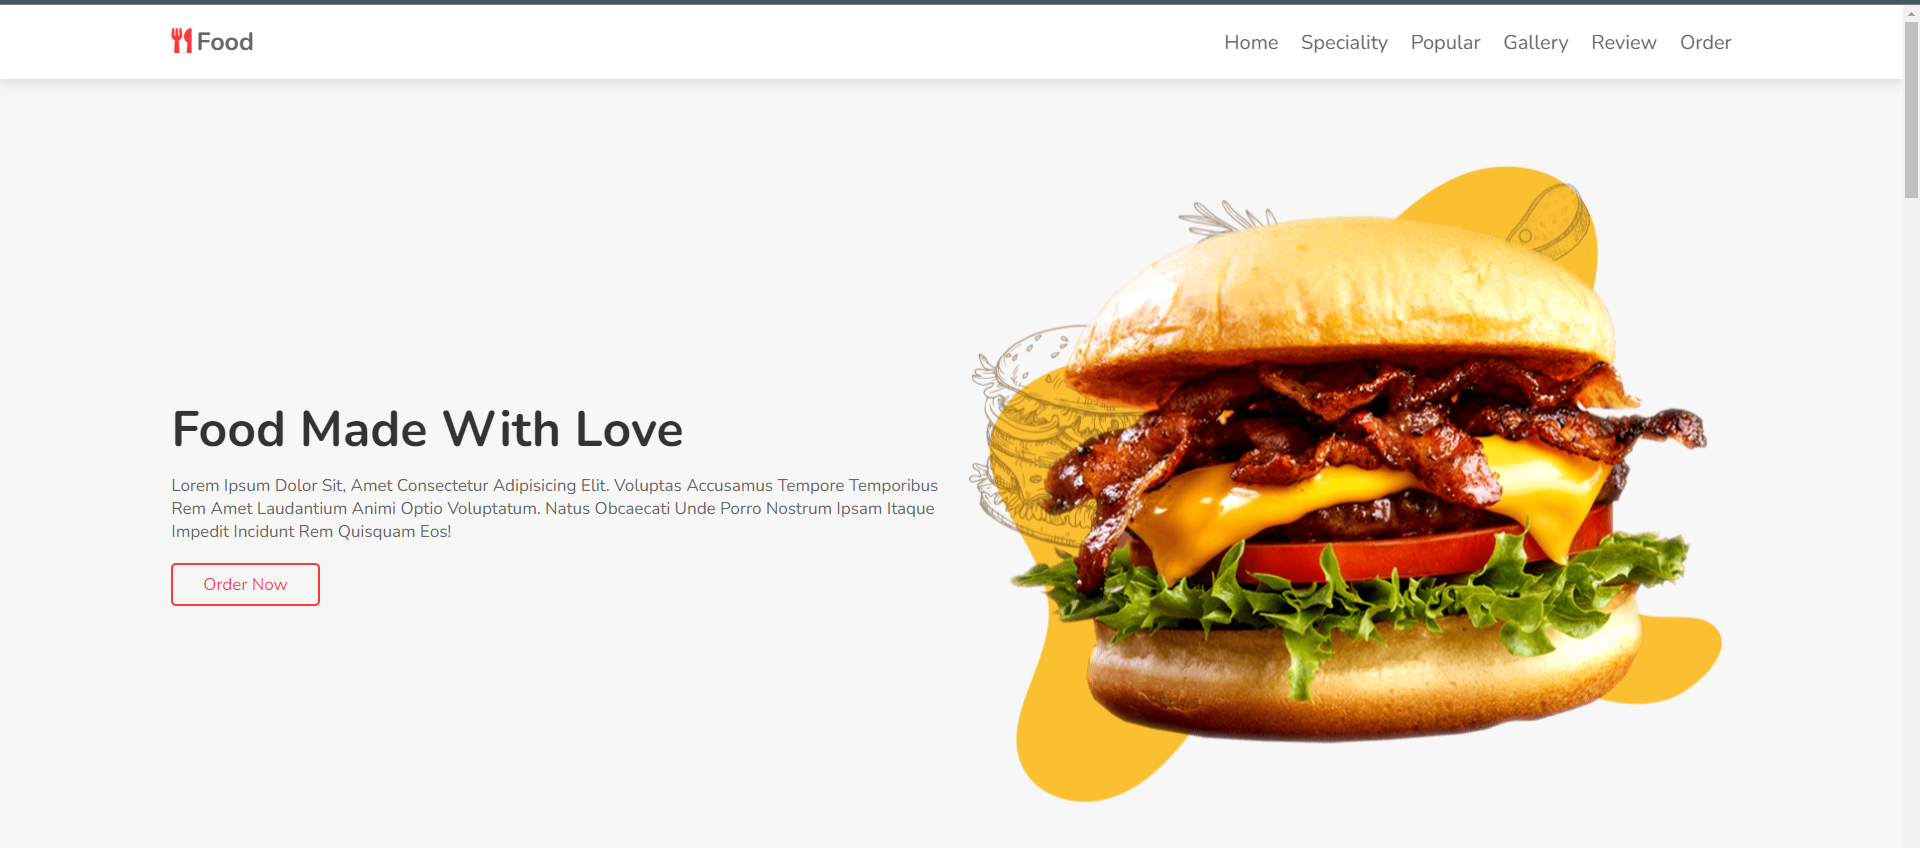 Food
Home Speciality Popular Gallery Review Order
Food Made With Love
Lorem Ipsum Dolor Sit, Amet Consectetur Adipisicing Elit. Voluptas Accusamus Tempore Temporibus
Rem Amet Laudantium Animi Optio Voluptatum. Natus Obcaecati Unde Porro Nostrum Ipsam Itaque
Impedit Incidunt Rem Quisquam Eos!
Order Now